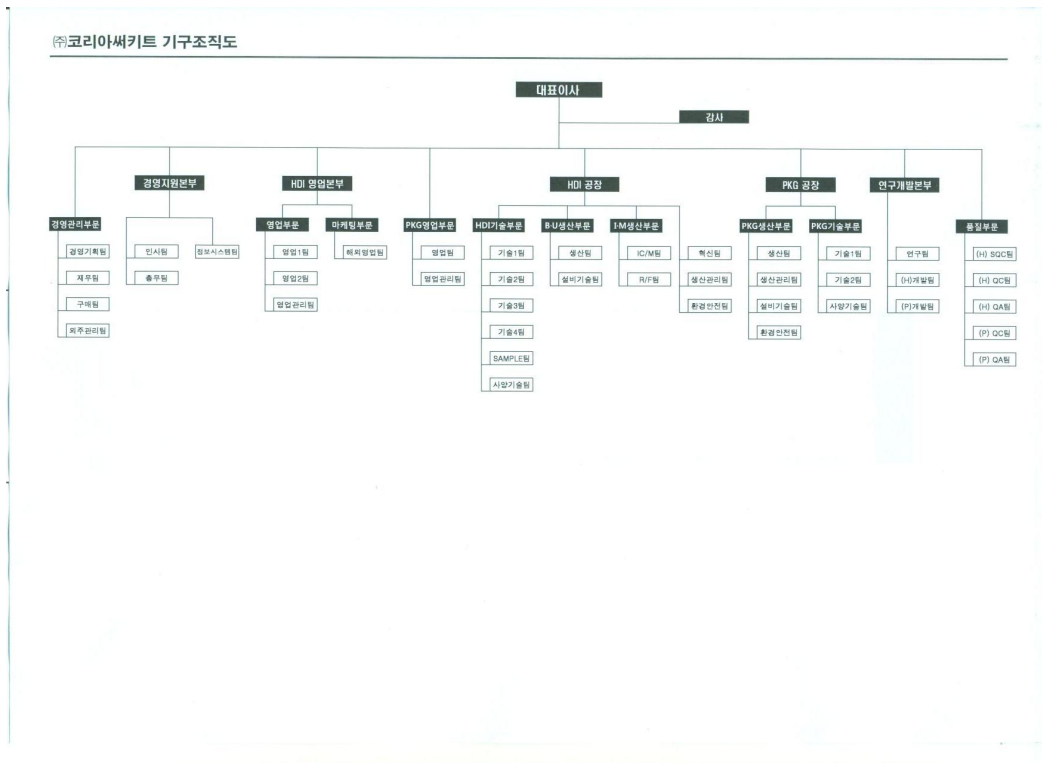 ㈜코리아써키트 기구조직도
대표이사
감사
경영지원본부
HDI 영업본부
HDI 공장
PKG 공장
연구개발본부
경영관리부문
영업부문
마케팅부문
PKG영업부문
HDI기술부문
B·U생산부문
I·M생산부문
PKG생산부문
PKG기술부문
품질부문
경영기획팀
재무팀
구매팀
외주관리팀
인사팀
총무팀
정보시스템팀
영업1팀
영업2팀
영업관리팀
해외영업팀
영업팀
영업관리팀
기술1팀
기술2팀
기술3팀
기술4팀
SAMPLE팀
사양기술팀
생산팀
설비기술팀
IC/M팀
R/F팀
혁신팀
생산관리팀
환경안전팀
생산팀
생산관리팀
설비기술팀
환경안전팀
기술1팀
기술2팀
사양기술팀
연구팀
(H)개발팀
(P)개발팀
(H) SQC팀
(H) QC팀
(H) QA팀
(P) QC팀
(P) QA팀